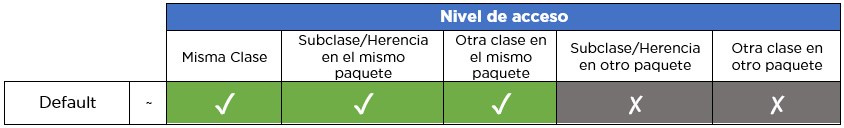 Nivel de acceso
Misma Clase
Subclase/Herencia
en el mismo
paquete
Otra clase en
el mismo
paquete
Subclase/Herencia
en otro paquete
Otra clase en
otro paquete
Default ~ ✓ ✓ ✓ ✗ ✗